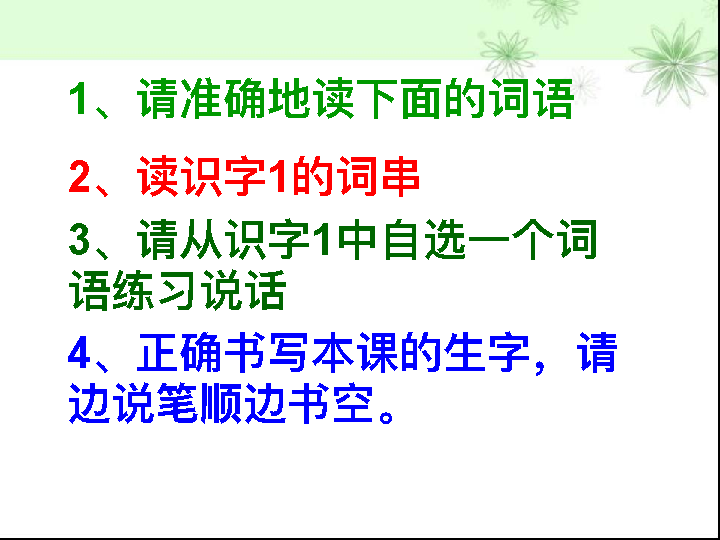 1、请准确地读下面的词语
2、读识字1的词串
3、请从识字1中自选一个词
语练习说话
4、正确书写本课的生字，请
边说笔顺边书空。